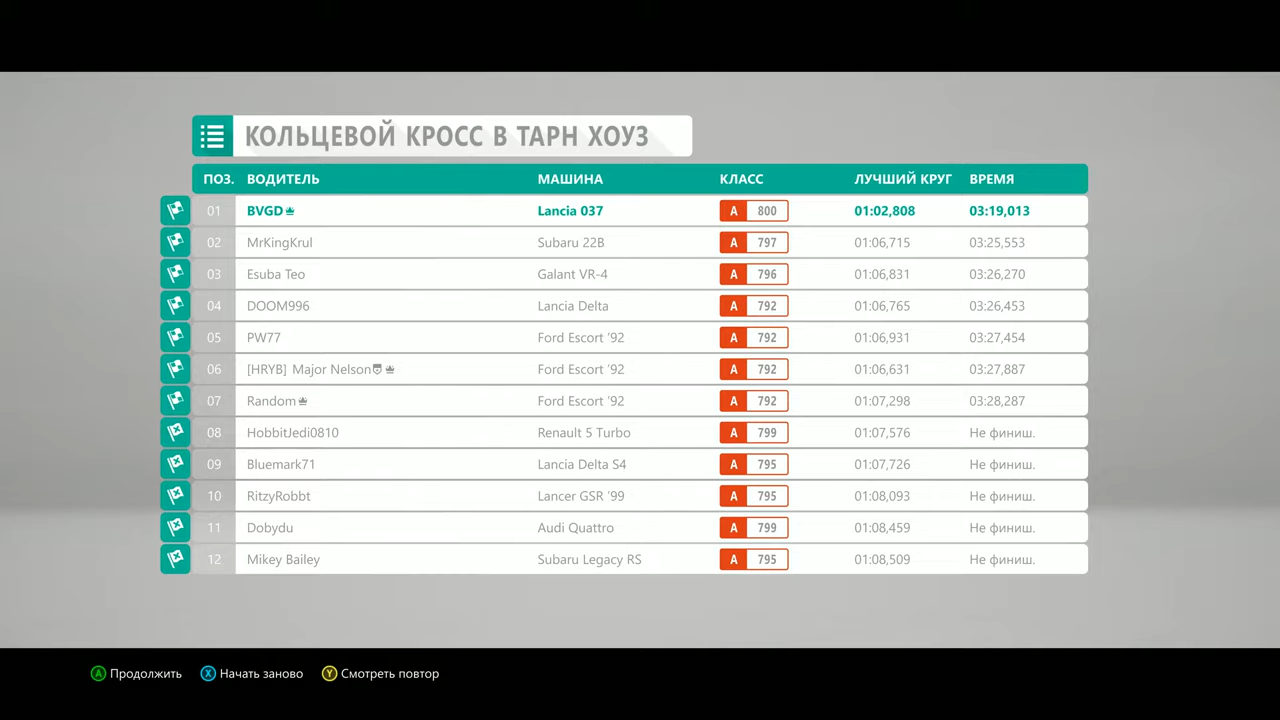 КОЛЬЦЕВОЙ КРОСС В ТАРН ХОУЗ
ПОЗ. ВОДИТЕЛЬ МАШИНА КЛАСС ЛУЧШИЙ КРУГ ВРЕМЯ
01 BVGD Lancia 037 A 800 01:02,808 03:19,013
02 MrKingKrul Subaru 22B A 797 01:06,715 03:25,553
03 Esuba Teo Galant VR-4 A 796 01:06,831 03:26,270
04 DOOM996 Lancia Delta A 792 01:06,765 03:26,453
05 PW77 Ford Escort '92 A 792 01:06,931 03:27,454
06 [HRYB] Major Nelson Ford Escort '92 A 792 01:06,631 03:27,887
07 Random Ford Escort '92 A 792 01:07,298 03:28,287
08 HobbitJedi0810 Renault 5 Turbo A 799 01:07,576 Не финиш.
09 Bluemark71 Lancia Delta S4 A 795 01:07,726 Не финиш.
10 RitzyRobbt Lancer GSR '99 A 795 01:08,093 Не финиш.
11 Dobydu Audi Quattro A 799 01:08,459 Не финиш.
12 Mikey Bailey Subaru Legacy RS A 795 01:08,509 Не финиш.
A Продолжить X Начать заново Y Смотреть повтор